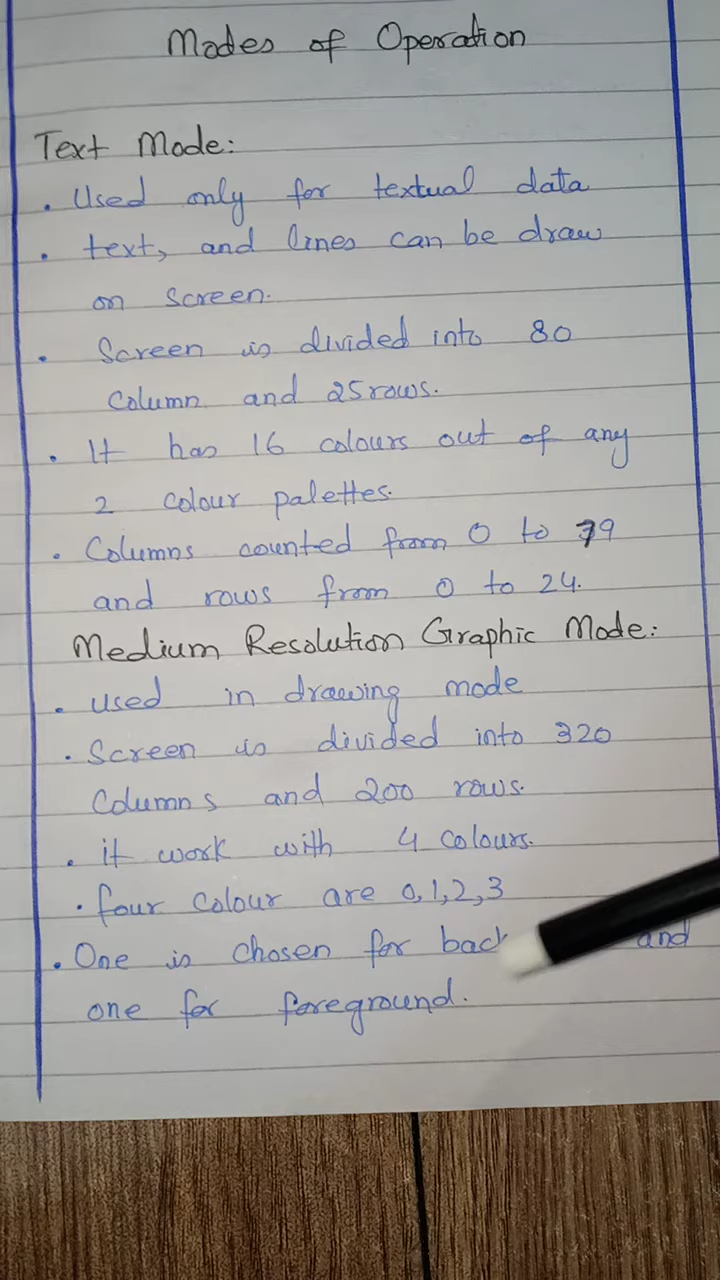 Modes of Operation
Text Mode:
. Used only for textual data
. text, and lines can be draw
on screen.
. Screen is divided into 80
Column and 25 rows.
. It has 16 colours out of any
2 colour palettes.
. Columns counted from 0 to 79
and rows from 0 to 24.
Medium Resolution Graphic Mode:
. used in drawing mode
. Screen is divided into 320
Columns and 200 rows.
. it work with 4 colours.
. four colour are 0,1,2,3
. One is chosen for back and
one for foreground.